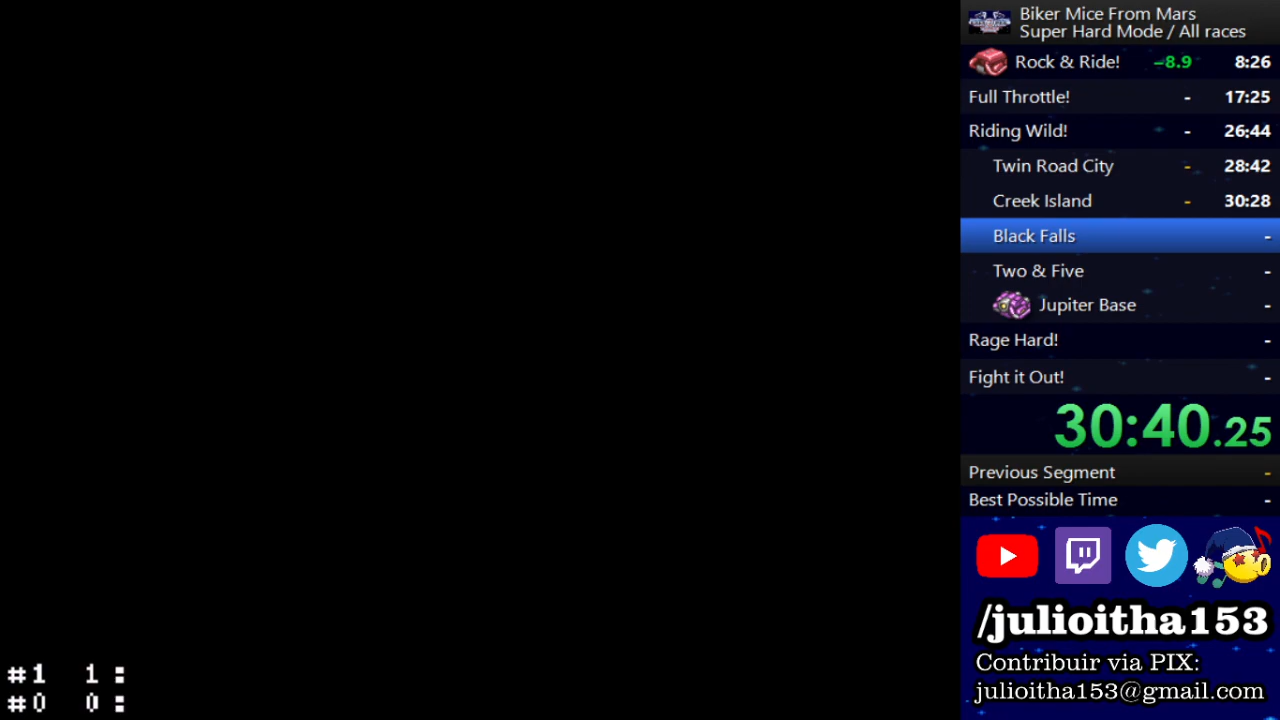 Biker Mice From Mars
Super Hard Mode / All races
Rock & Ride! −8.9 8:26
Full Throttle! - 17:25
Riding Wild! - 26:44
Twin Road City - 28:42
Creek Island - 30:28
Black Falls -
Two & Five -
Jupiter Base -
Rage Hard! -
Fight it Out! -
30:40.25
Previous Segment -
Best Possible Time -
/julioitha153
Contribuir via PIX:
julioitha153@gmail.com
#1 1:
#0 0: